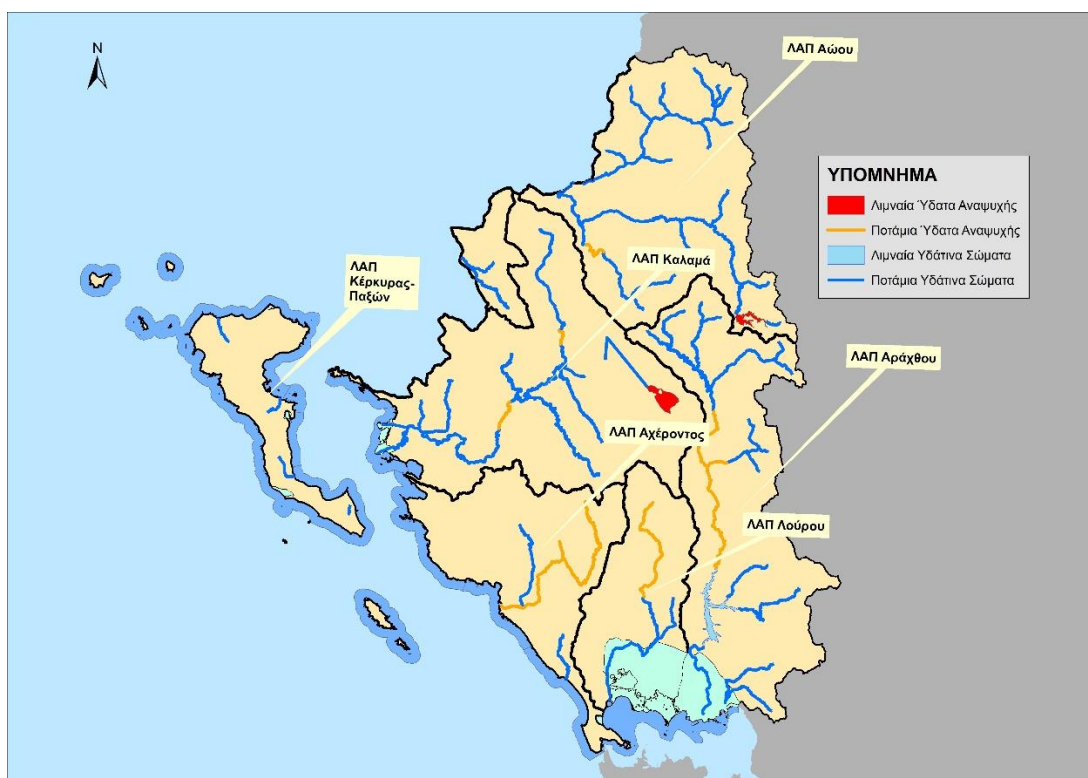 N
ΛΑΠ Αώου
ΥΠΟΜΝΗΜΑ
Λιμναία Ύδατα Αναψυχής
Ποτάμια Ύδατα Αναψυχής
Λιμναία Υδάτινα Σώματα
Ποτάμια Υδάτινα Σώματα
ΛΑΠ Καλαμά
ΛΑΠ
Κέρκυρας-
Παξών
ΛΑΠ Αράχθου
ΛΑΠ Αχέροντος
ΛΑΠ Λούρου